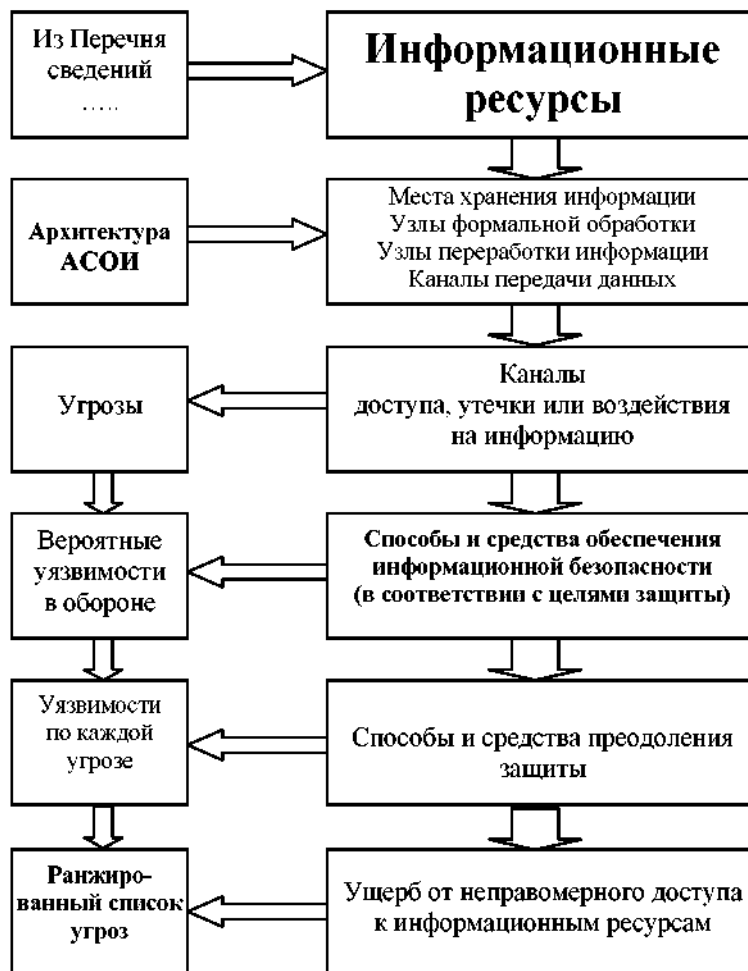 Из Перечня
сведений
.....
Информационные
ресурсы
Архитектура
АСОИ
Места хранения информации
Узлы формальной обработки
Узлы переработки информации
Каналы передачи данных
Угрозы
Каналы
доступа, утечки или воздействия
на информацию
Вероятные
уязвимости
в обороне
Способы и средства обеспечения
информационной безопасности
(в соответствии с целями защиты)
Уязвимости
по каждой
угрозе
Способы и средства преодоления
защиты
Ранжиро-
ванный список
угроз
Ущерб от неправомерного доступа
к информационным ресурсам